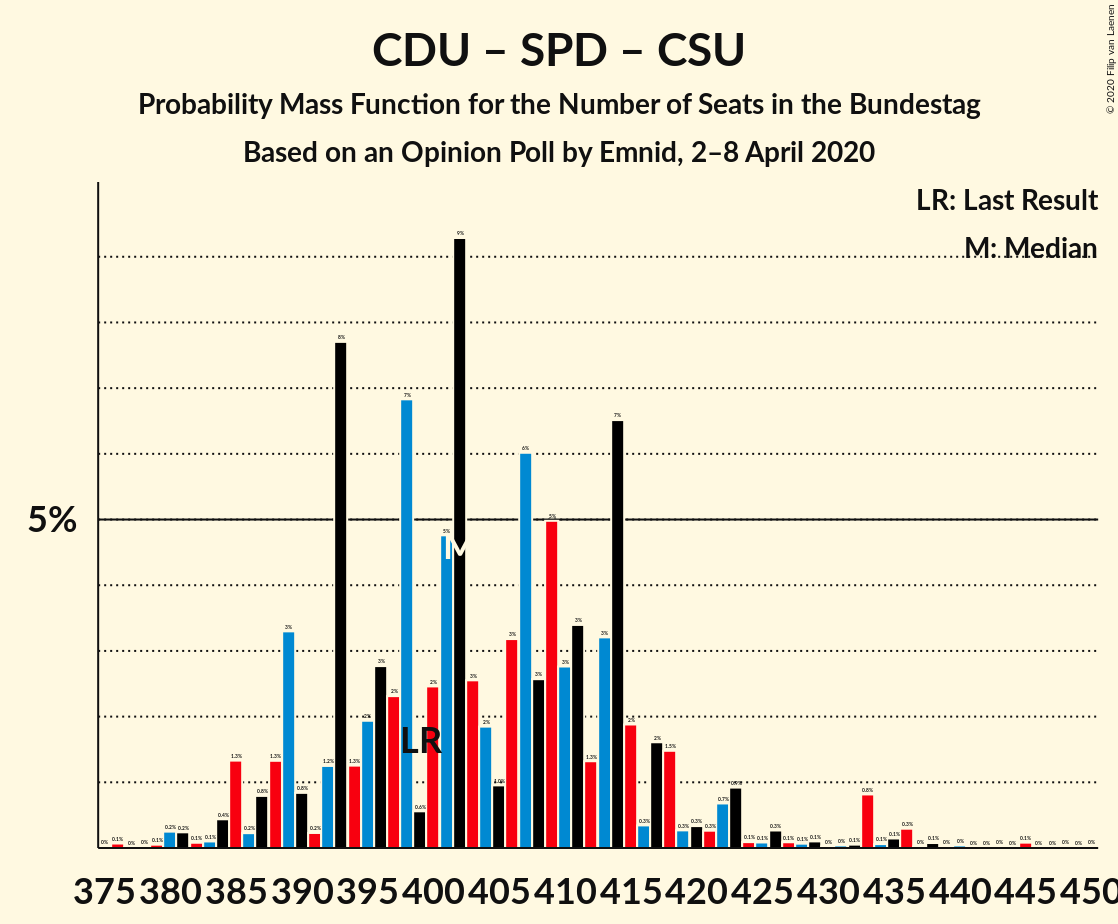 CDU – SPD – CSU
Probability Mass Function for the Number of Seats in the Bundestag
Based on an Opinion Poll by Emnid, 2–8 April 2020
© 2020 Filip van Laenen
LR: Last Result
M: Median
5%
0% 0.1% 0% 0% 0.1% 0.2% 0.2% 0.1% 0.1% 0.4% 1.3% 0.2% 0.8% 1.3% 3% 0.8% 0.2% 1.2% 8% 1.3% 2% 3% 2% 7% 0.6% 2% 5% 9% 3% 2% 1.0% 3% 6% 3% 5% 3% 3% 1.3% 3% 7% 2% 0.3% 2% 1.5% 0.3% 0.3% 0.3% 0.7% 0.9% 0.1% 0.1% 0.3% 0.1% 0.1% 0.1% 0% 0% 0.1% 0.8% 0.1% 0.1% 0.3% 0% 0.1% 0% 0% 0% 0% 0% 0% 0.1% 0% 0% 0% 0% 0%
M
LR
375 380 385 390 395 400 405 410 415 420 425 430 435 440 445 450